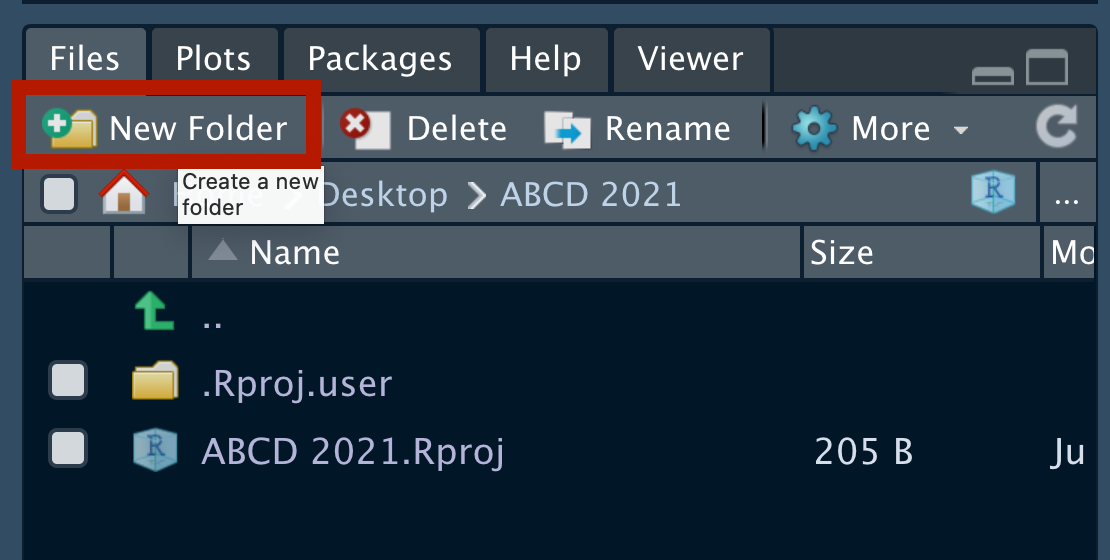 Files Plots Packages Help Viewer
New Folder Delete Rename More
Create a new
folder
Desktop ABCD 2021 R ...
Name Size Mo
..
.Rproj.user
R ABCD 2021.Rproj 205 B Ju